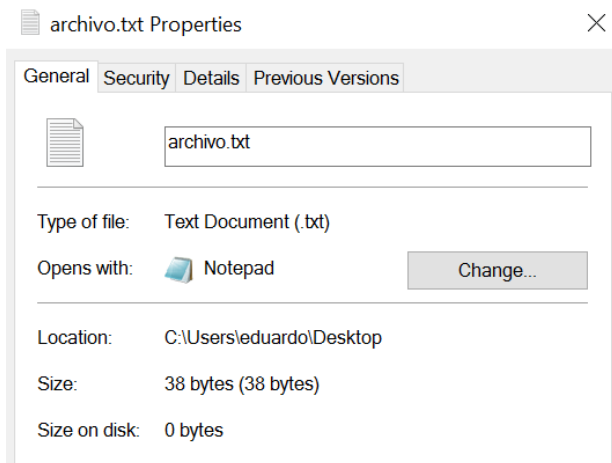 archivo.txt Properties
General Security Details Previous Versions
archivo.txt
Type of file: Text Document (.txt)
Opens with: Notepad Change...
Location: C:\Users\eduardo\Desktop
Size: 38 bytes (38 bytes)
Size on disk: 0 bytes